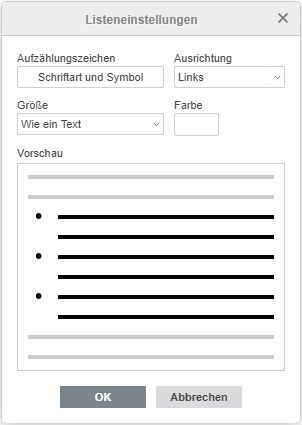 Listeneinstellungen
Aufzählungszeichen
Ausrichtung
Schriftart und Symbol
Links
Größe
Farbe
Wie ein Text
Vorschau
OK
Abbrechen